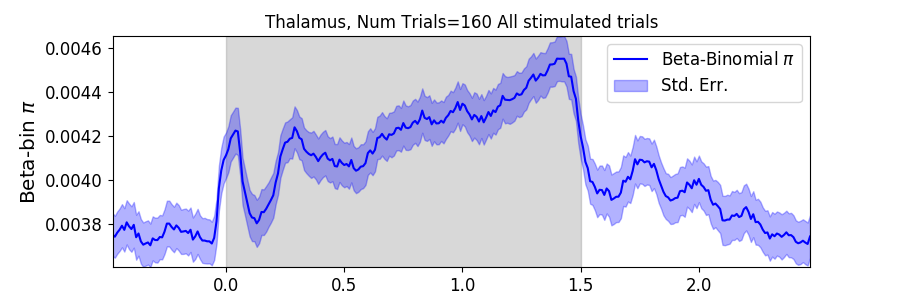 Thalamus, Num Trials=160 All stimulated trials
0.0046
0.0044
0.0042
0.0040
0.0038
Beta-bin π
Beta-Binomial π
Std. Err.
0.0
0.5
1.0
1.5
2.0